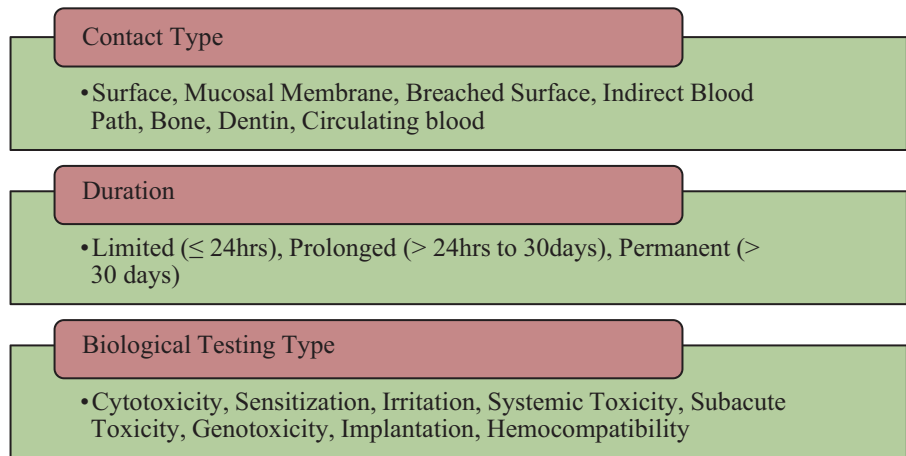 Contact Type
•Surface, Mucosal Membrane, Breached Surface, Indirect Blood
Path, Bone, Dentin, Circulating blood
Duration
•Limited (≤ 24hrs), Prolonged (> 24hrs to 30days), Permanent (>
30 days)
Biological Testing Type
•Cytotoxicity, Sensitization, Irritation, Systemic Toxicity, Subacute
Toxicity, Genotoxicity, Implantation, Hemocompatibility